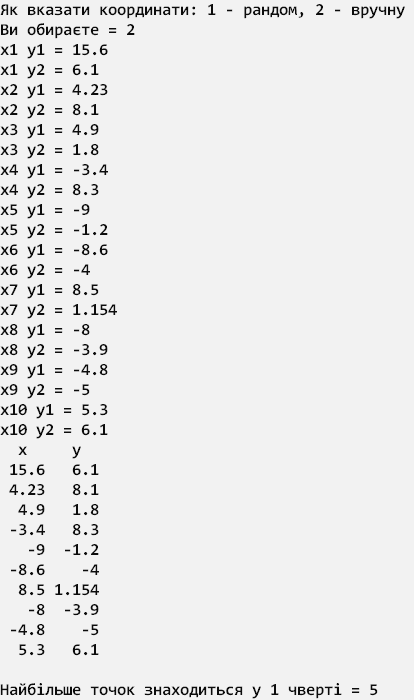 Як вказати координати: 1 - рандом, 2 - вручну
Ви обираєте = 2
x1 y1 = 15.6
x1 y2 = 6.1
x2 y1 = 4.23
x2 y2 = 8.1
x3 y1 = 4.9
x3 y2 = 1.8
x4 y1 = -3.4
x4 y2 = 8.3
x5 y1 = -9
x5 y2 = -1.2
x6 y1 = -8.6
x6 y2 = -4
x7 y1 = 8.5
x7 y2 = 1.154
x8 y1 = -8
x8 y2 = -3.9
x9 y1 = -4.8
x9 y2 = -5
x10 y1 = 5.3
x10 y2 = 6.1
x y
15.6 6.1
4.23 8.1
4.9 1.8
-3.4 8.3
-9 -1.2
-8.6 -4
8.5 1.154
-8 -3.9
-4.8 -5
5.3 6.1
Найбільше точок знаходиться у 1 чверті = 5